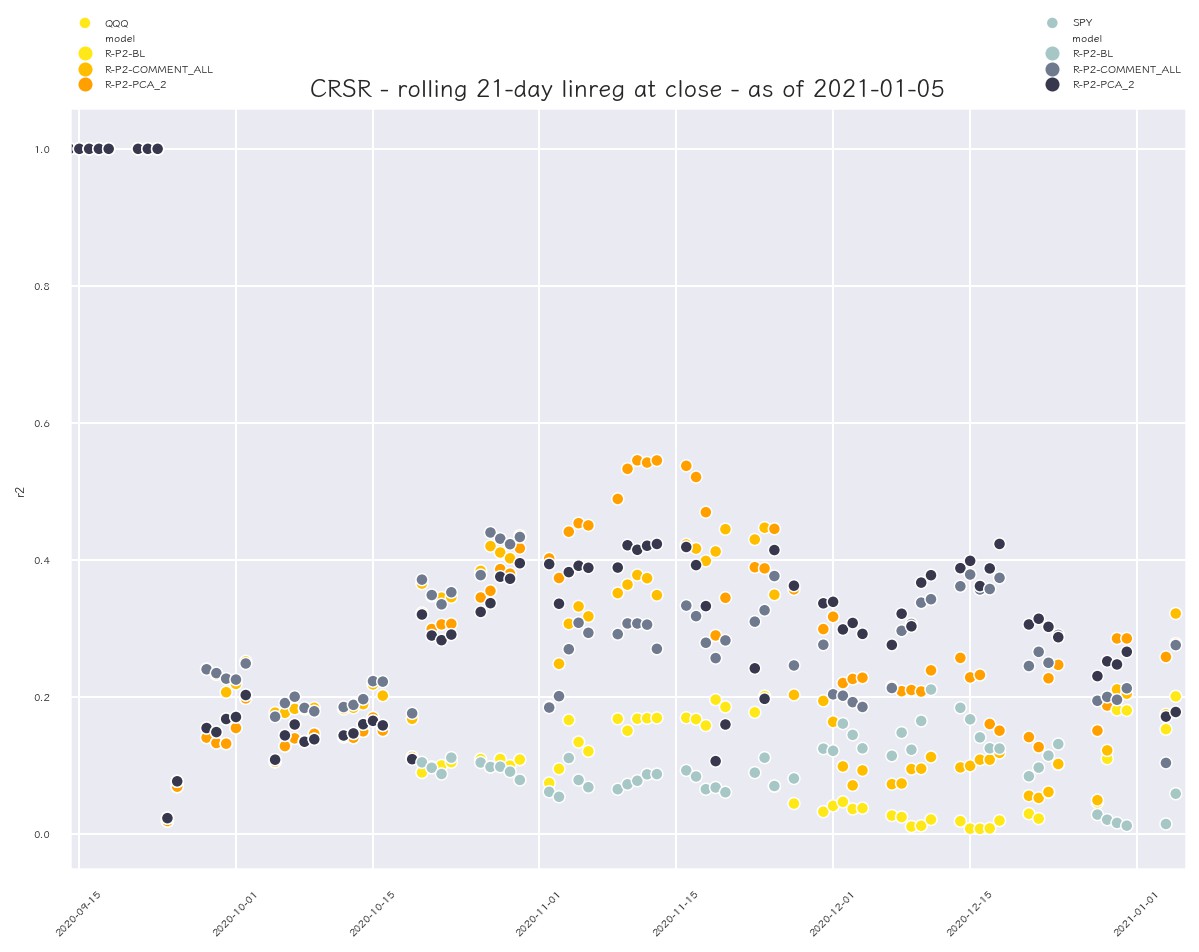 QQQ
model
R-P2-BL
R-P2-COMMENT_ALL
R-P2-PCA_2
SPY
model
R-P2-BL
R-P2-COMMENT_ALL
R-P2-PCA_2
CRSR - rolling 21-day linreg at close - as of 2021-01-05
1.0
0.8
0.6
0.4
0.2
0.0
r2
2020-09-15
2020-10-01
2020-10-15
2020-11-01
2020-11-15
2020-12-01
2020-12-15
2021-01-01